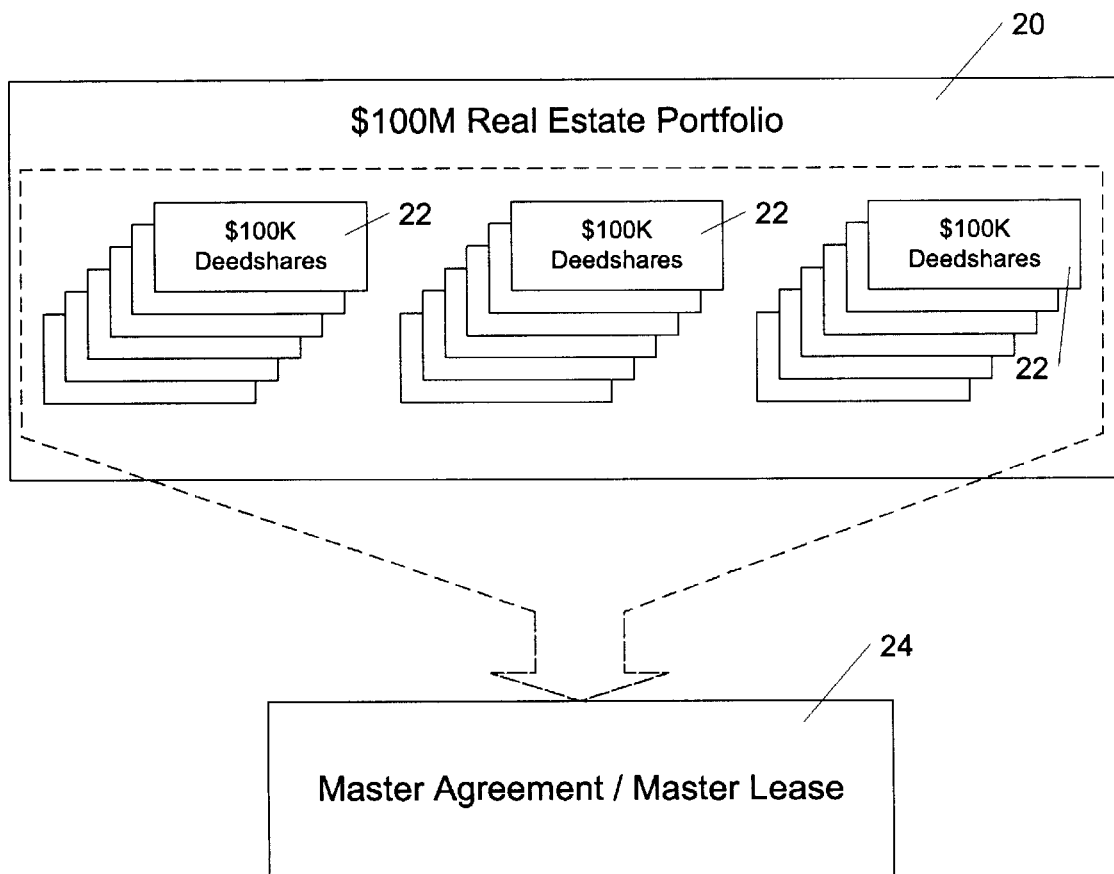 20
$100M Real Estate Portfolio
$100K
Deedshares
22
$100K
Deedshares
22
$100K
Deedshares
22
24
Master Agreement / Master Lease